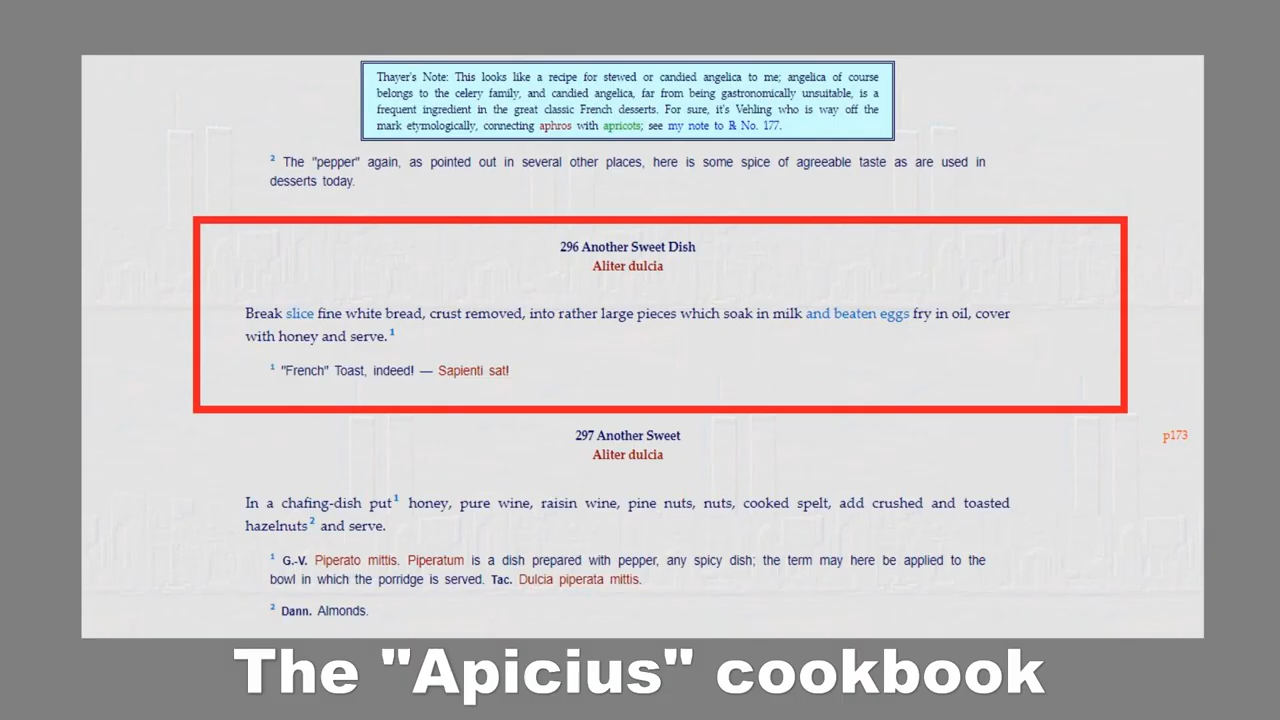 Thayer's Note: This looks like a recipe for stewed or candied angelica to me; angelica of course
belongs to the celery family, and candied angelica, far from being gastronomically unsuitable, is a
frequent ingredient in the great classic French desserts. For sure, it's Vehling who is way off the
mark etymologically, connecting aphros with apricots; see my note to ℞ No. 177.
2 The "pepper" again, as pointed out in several other places, here is some spice of agreeable taste as are used in
desserts today.
296 Another Sweet Dish
Aliter dulcia
Break slice fine white bread, crust removed, into rather large pieces which soak in milk and beaten eggs fry in oil, cover
with honey and serve.1
1 "French" Toast, indeed! — Sapienti sat!
297 Another Sweet
p173
Aliter dulcia
In a chafing-dish put1 honey, pure wine, raisin wine, pine nuts, nuts, cooked spelt, add crushed and toasted
hazelnuts2 and serve.
1 G.-V. Piperato mittis. Piperatum is a dish prepared with pepper, any spicy dish; the term may here be applied to the
bowl in which the porridge is served. Tac. Dulcia piperata mittis.
2 Dann. Almonds.
The "Apicius" cookbook